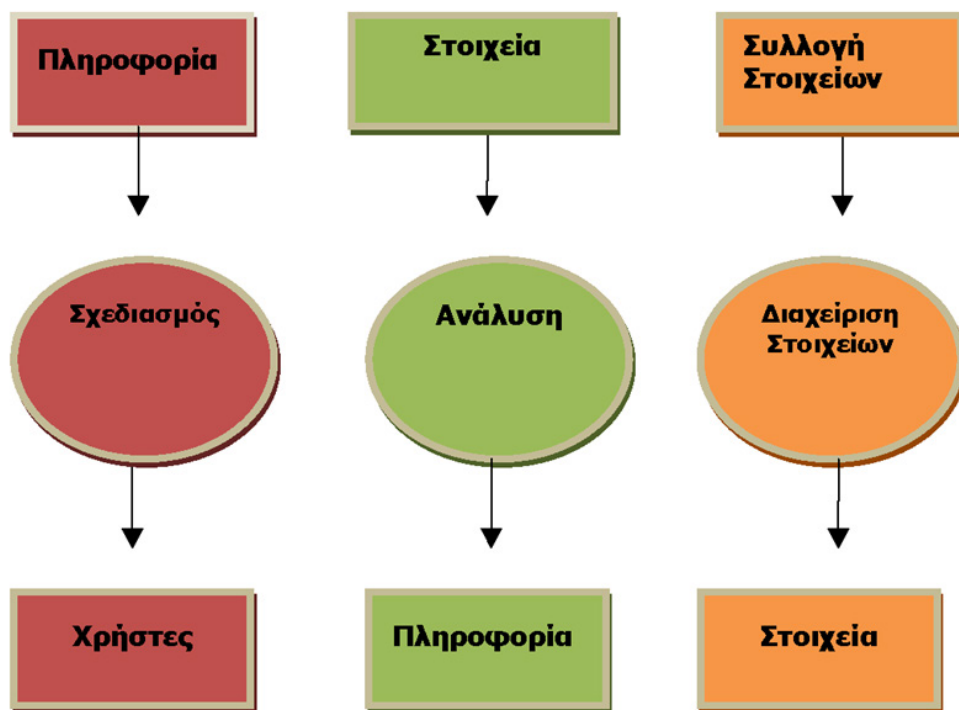 Πληροφορία
Στοιχεία
Συλλογή
Στοιχείων
Σχεδιασμός
Ανάλυση
Διαχείριση
Στοιχείων
Χρήστες
Πληροφορία
Στοιχεία